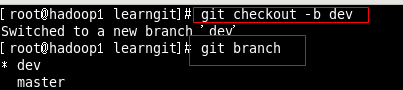 [root@hadoop1 learngit]# git checkout -b dev
Switched to a new branch 'dev'
[root@hadoop1 learngit]# git branch
* dev
  master